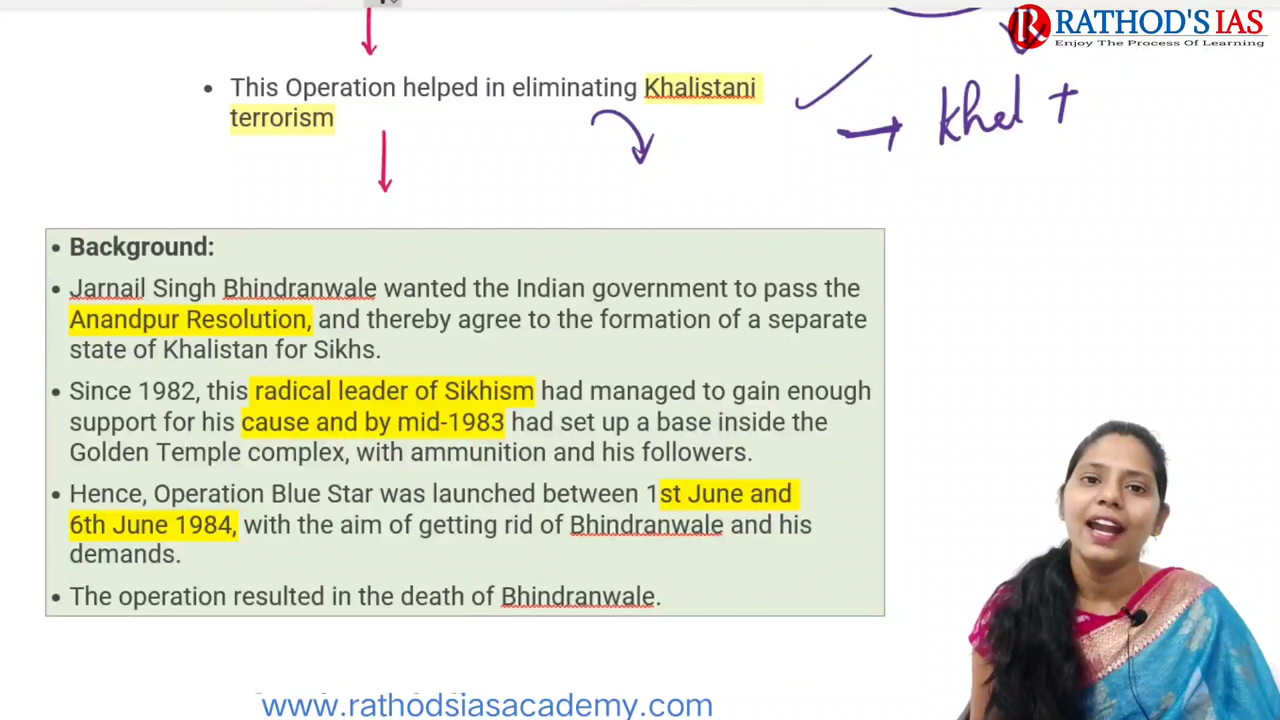 RATHOD'S IAS
Enjoy The Process Of Learning
• This Operation helped in eliminating Khalistani
terrorism
→ Khal +
• Background:
• Jarnail Singh Bhindranwale wanted the Indian government to pass the
Anandpur Resolution, and thereby agree to the formation of a separate
state of Khalistan for Sikhs.
• Since 1982, this radical leader of Sikhism had managed to gain enough
support for his cause and by mid-1983 had set up a base inside the
Golden Temple complex, with ammunition and his followers.
• Hence, Operation Blue Star was launched between 1st June and
6th June 1984, with the aim of getting rid of Bhindranwale and his
demands.
• The operation resulted in the death of Bhindranwale.
www.rathodsiasacademy.com